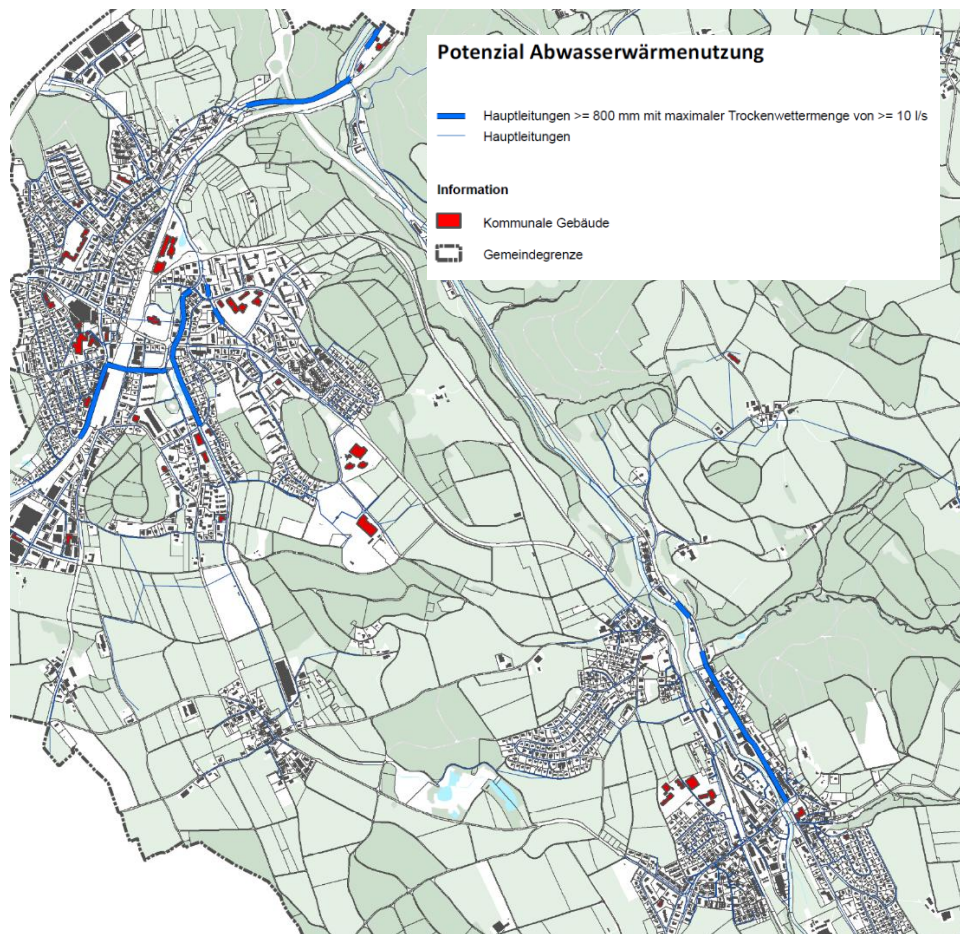 Potenzial Abwasserwärmenutzung
Hauptleitungen >= 800 mm mit maximaler Trockenwettermenge von >= 10 l/s
Hauptleitungen
Information
Kommunale Gebäude
Gemeindegrenze